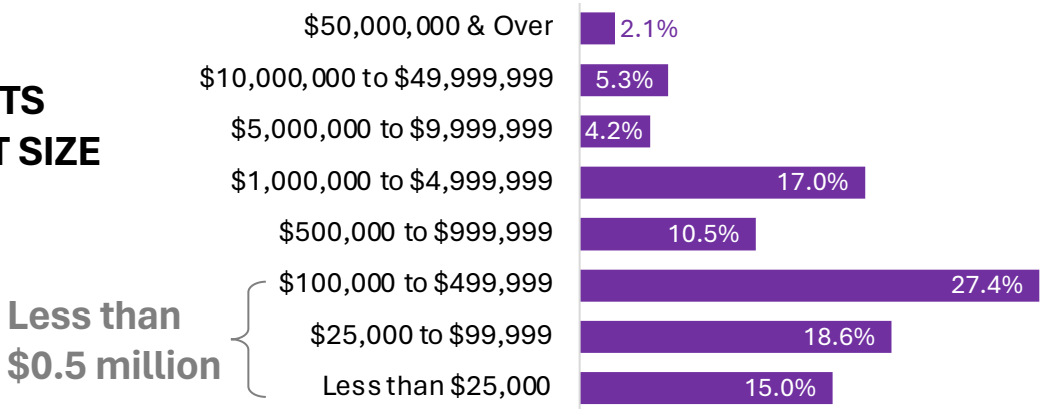 $50,000,000 & Over 2.1%
$10,000,000 to $49,999,999 5.3%
TS
$5,000,000 to $9,999,999 4.2%
T SIZE
$1,000,000 to $4,999,999 17.0%
$500,000 to $999,999 10.5%
$100,000 to $499,999 27.4%
Less than
$25,000 to $99,999 18.6%
$0.5 million
Less than $25,000 15.0%